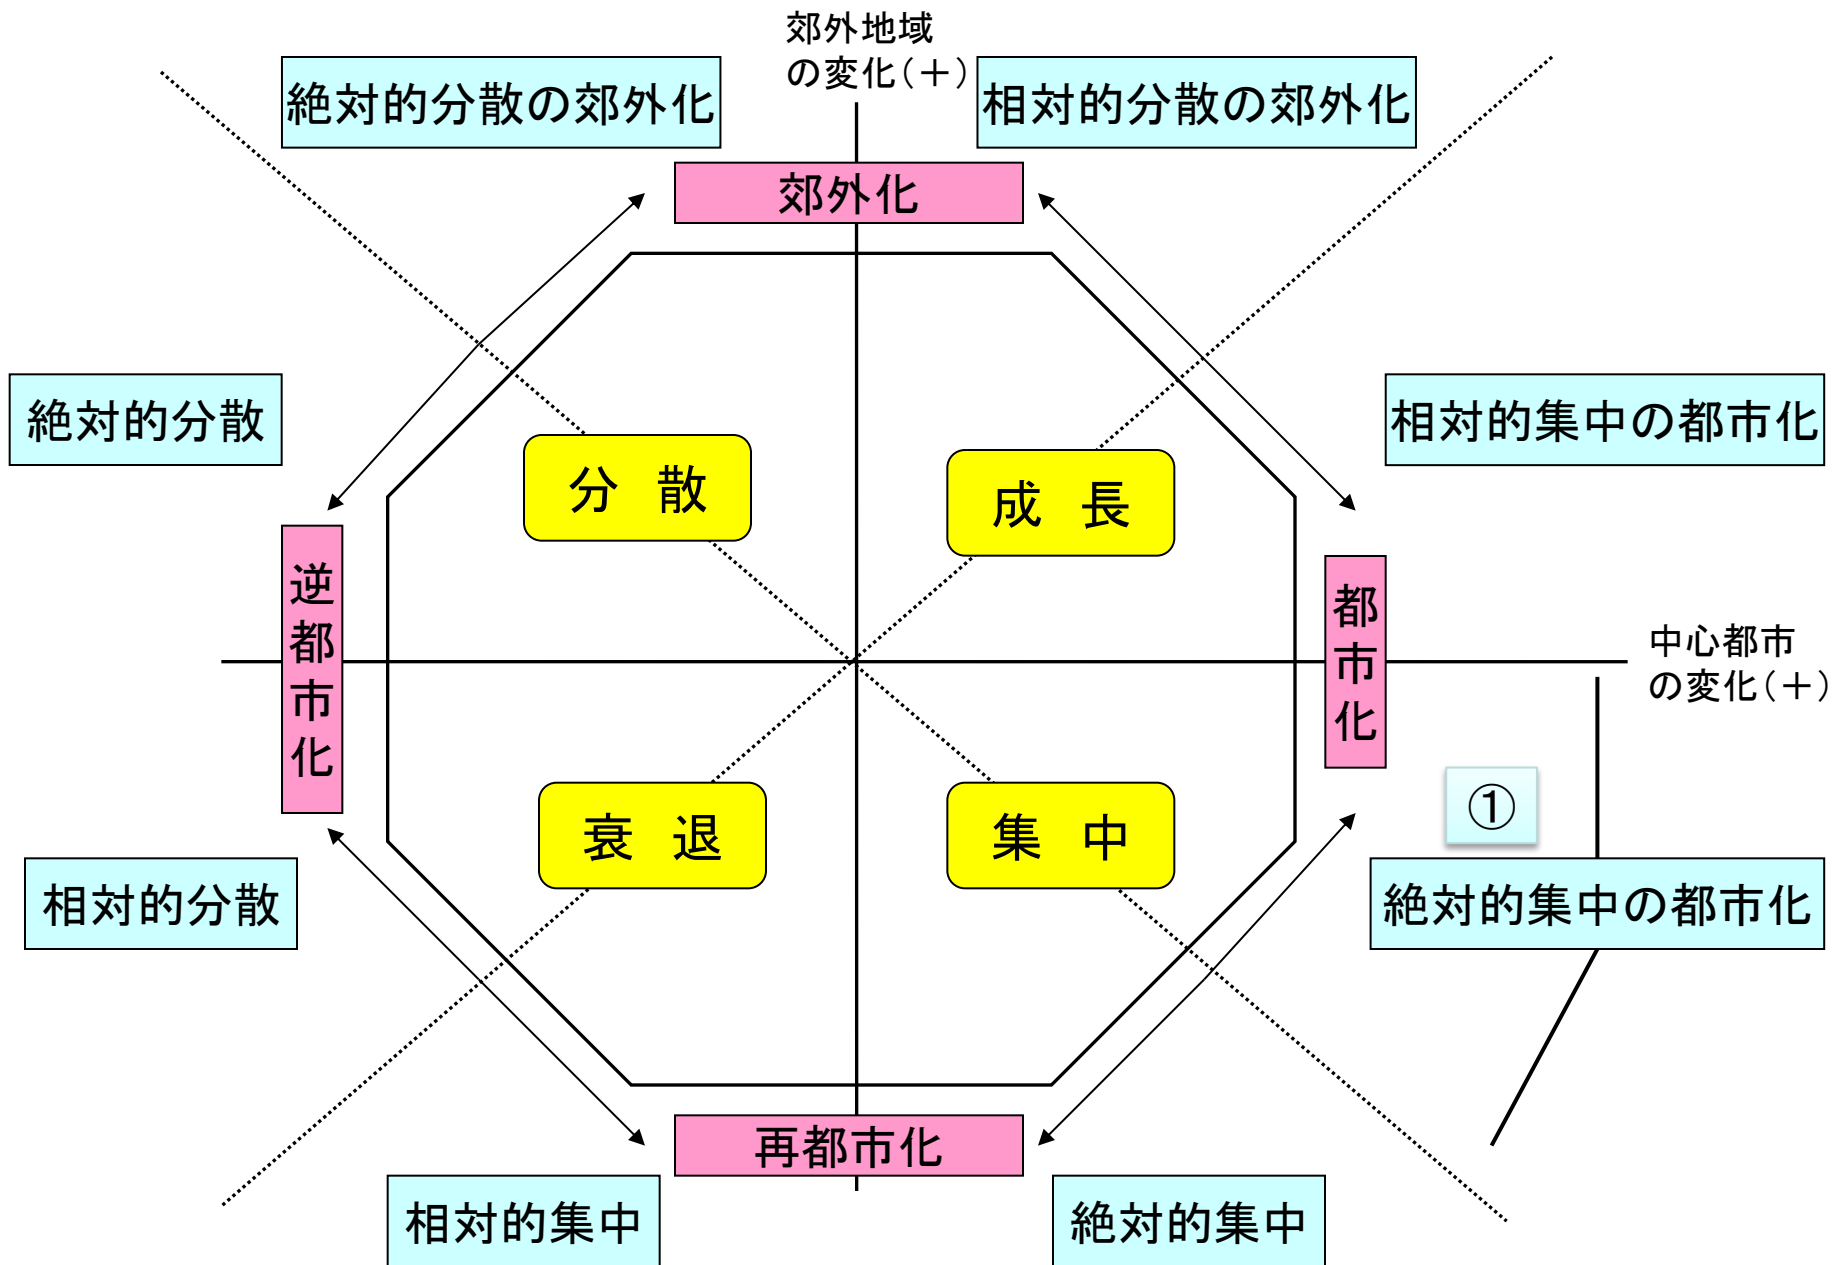 郊外地域
の変化(＋)
絶対的分散の郊外化
相対的分散の郊外化
郊外化
絶対的分散
相対的集中の都市化
分　散
成　長
逆都市化
都市化
中心都市
の変化(＋)
①
衰　退
集　中
相対的分散
絶対的集中の都市化
再都市化
相対的集中
絶対的集中